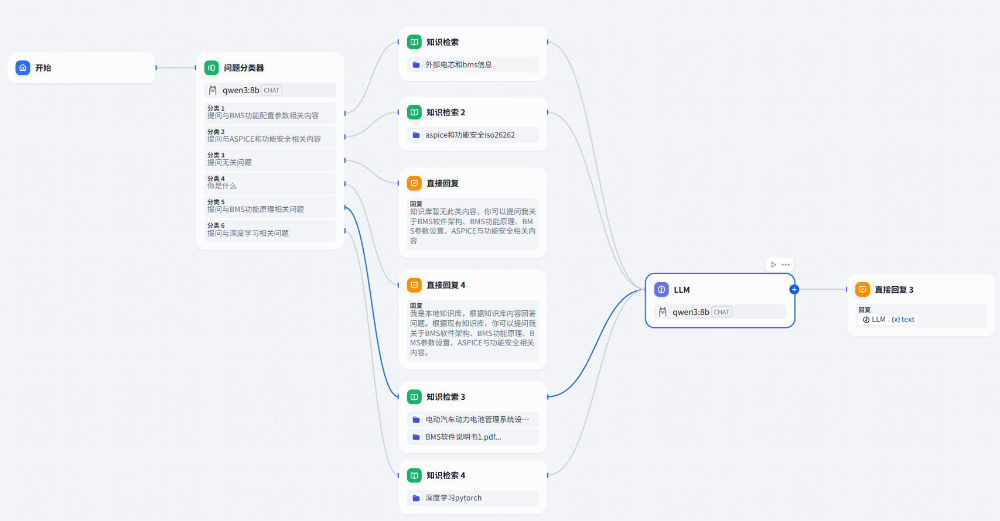 开始
问题分类器
qwen3:8b CHAT
分类 1
提问与BMS功能配置参数相关内容
分类 2
提问与ASPICE和功能安全相关内容
分类 3
提问无关问题
分类 4
你是什么
分类 5
提问与BMS功能原理相关问题
分类 6
提问与深度学习相关问题
知识检索
外部电芯和bms信息
知识检索 2
aspice和功能安全iso26262
直接回复
回复
知识库暂无此类内容，你可以提问我关
于BMS软件架构、BMS功能原理、BM
S参数设置、ASPICE与功能安全相关内
容
直接回复 4
回复
我是本地知识库，根据知识库内容回答
问题。根据现有知识库，你可以提问我
关于BMS软件架构、BMS功能原理、B
MS参数设置、ASPICE与功能安全相关
内容。
知识检索 3
电动汽车动力电池管理系统设…
BMS软件说明书1.pdf...
知识检索 4
深度学习pytorch
LLM
qwen3:8b CHAT
直接回复 3
回复
LLM / {x} text